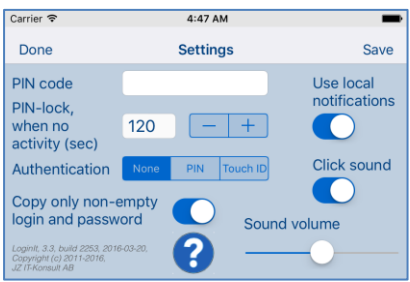 Carrier 4:47 AM
Done Settings Save
PIN code
Use local
notifications
PIN-lock,
when no
activity (sec)
120 − +
Authentication None PIN Touch ID
Click sound
Copy only non-empty
login and password
Sound volume
LoginIt, 3.3, build 2253, 2016-03-20,
Copyright (c) 2011-2016,
JZ IT-Konsult AB
?